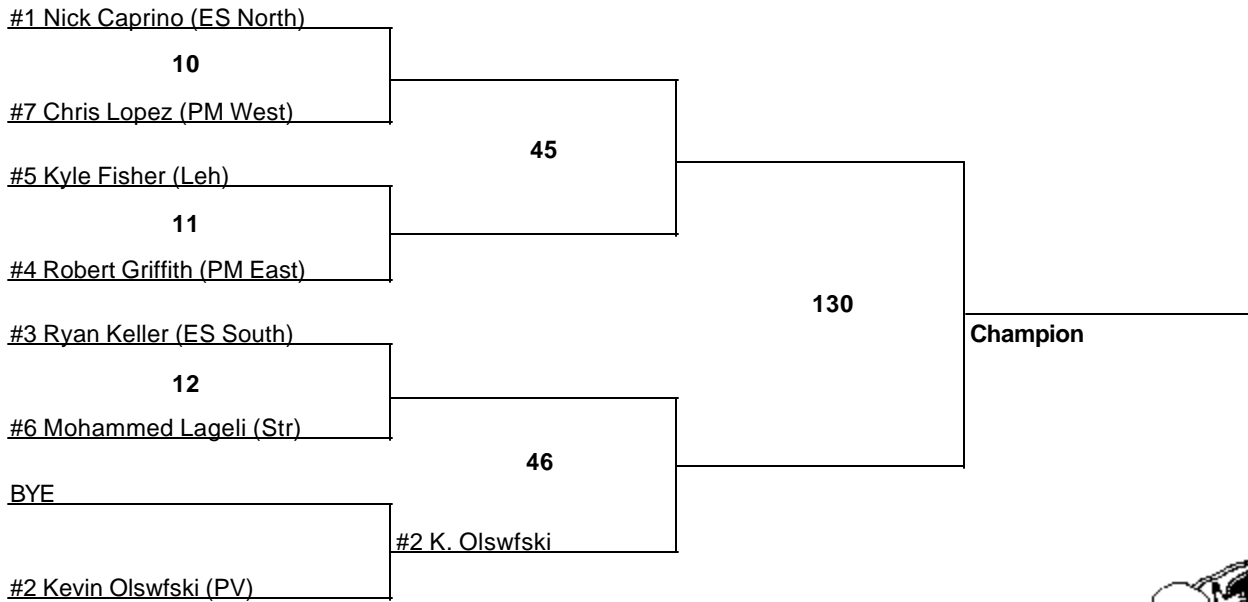 #1 Nick Caprino (ES North)
10
#7 Chris Lopez (PM West)
45
#5 Kyle Fisher (Leh)
11
#4 Robert Griffith (PM East)
130
#3 Ryan Keller (ES South)
Champion
12
#6 Mohammed Lageli (Str)
46
BYE
#2 K. Olswfski
#2 Kevin Olswfski (PV)